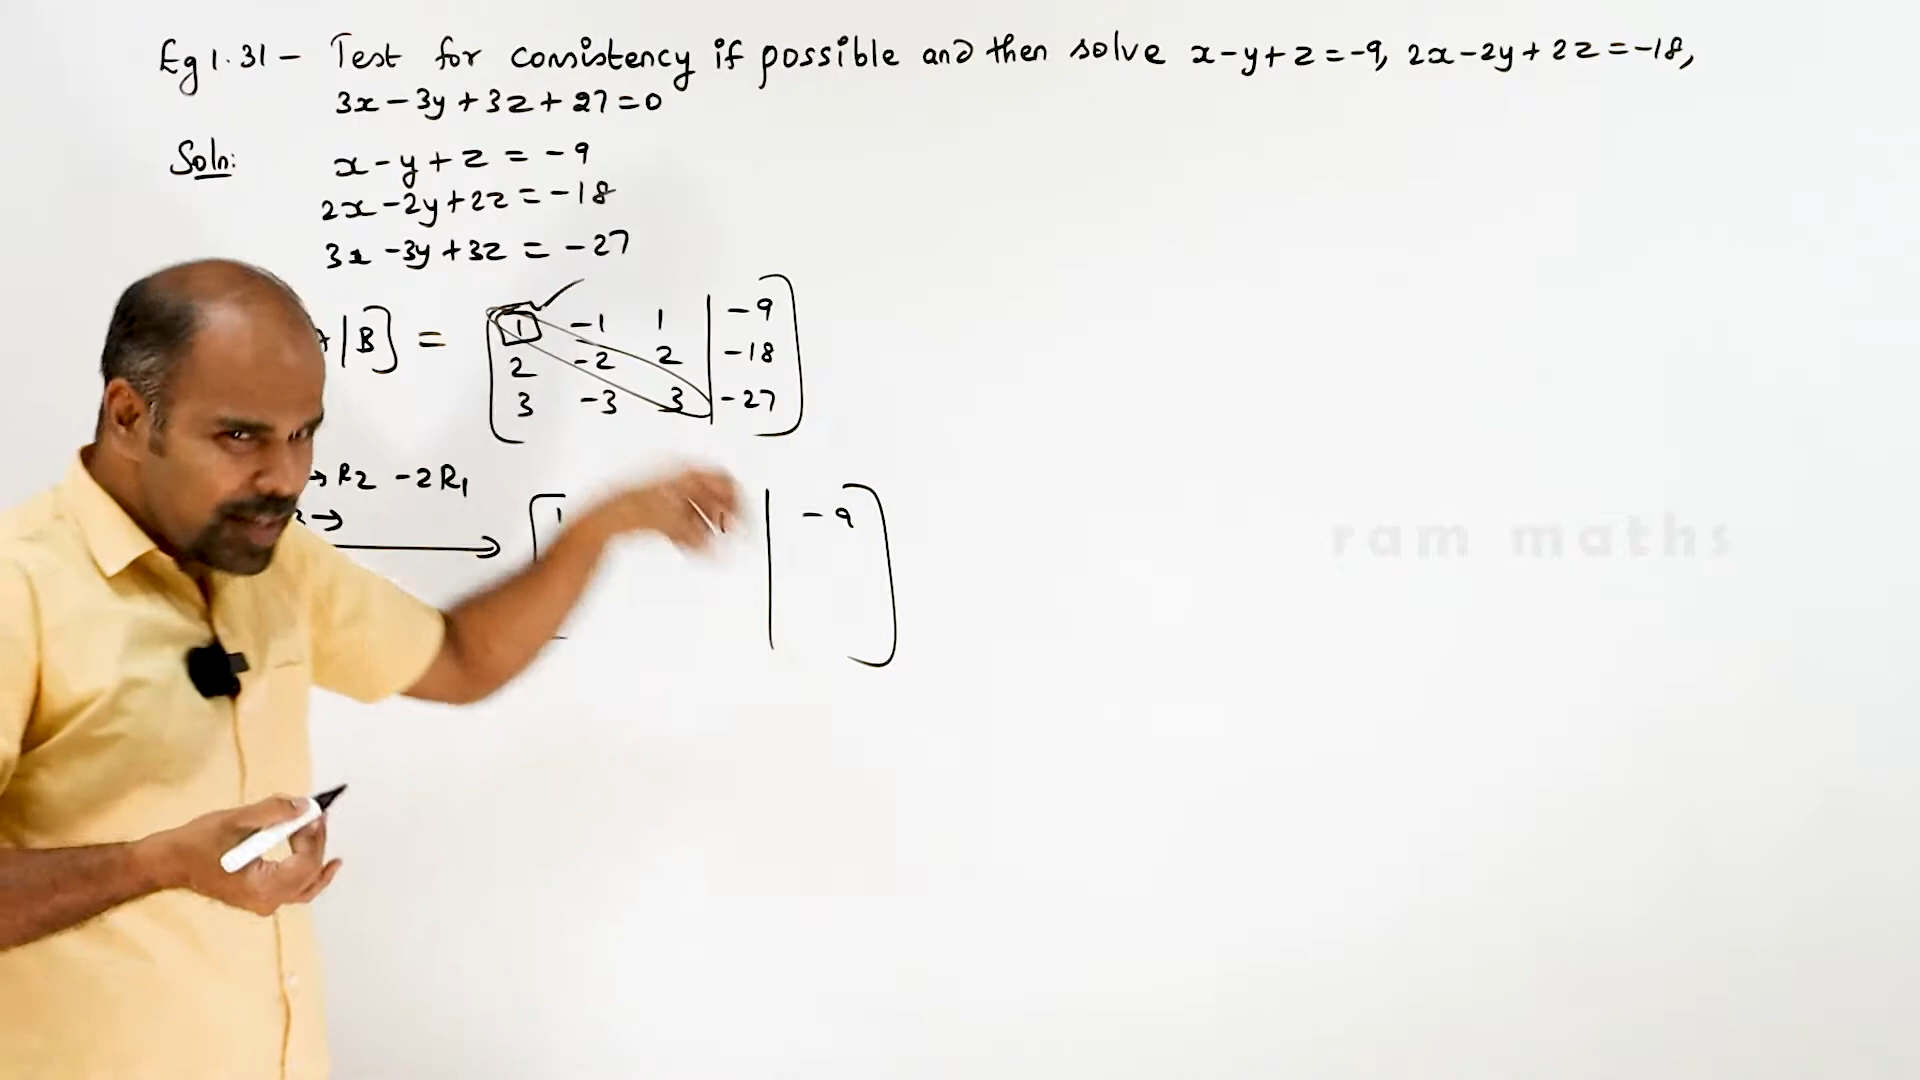 Eg 1.31 - Test for consistency if possible and then solve x-y+z=-9, 2x-2y+2z=-18,
3x-3y+3z+27=0
Soln: x-y+z = -9
2x-2y+2z = -18
3x-3y+3z = -27
|B] = [1 -1 1 | -9
2 -2 2 | -18
3 -3 3 | -27]
→ R2 -2R1
→
[1 1 | -9]
ram maths